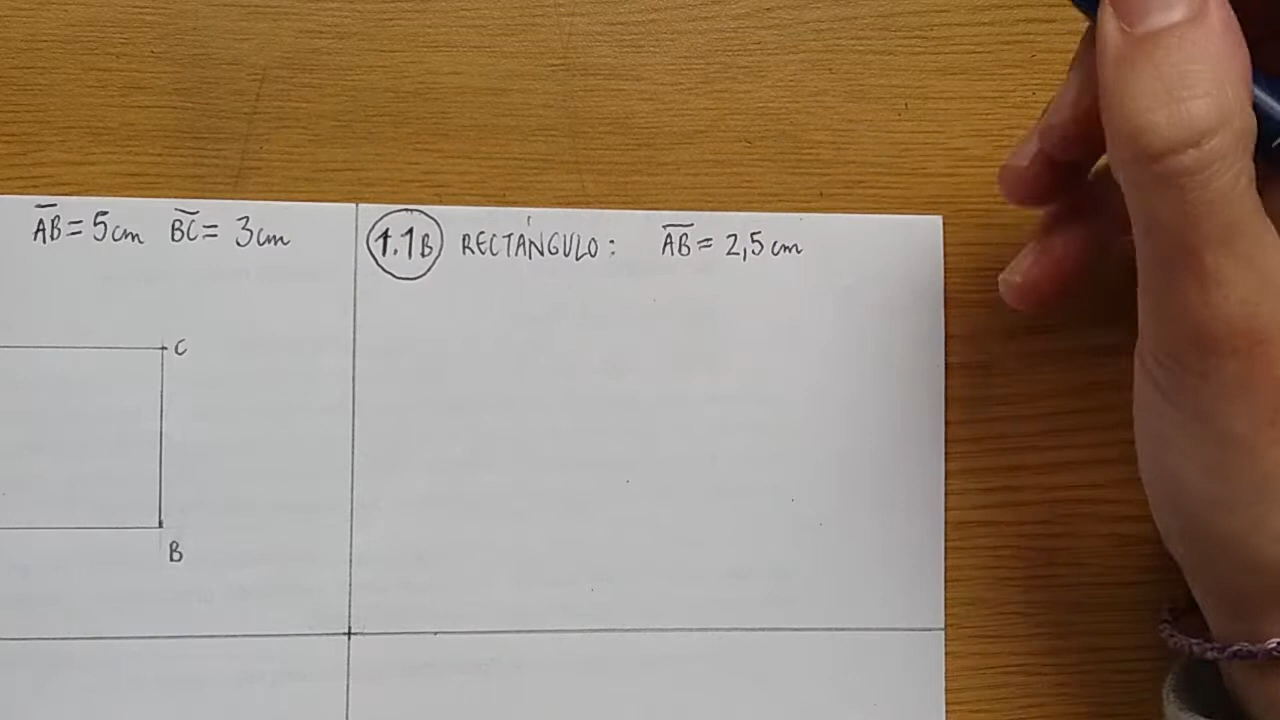 AB = 5cm BC = 3cm
1.1B RECTÁNGULO: AB = 2,5 cm
C
B